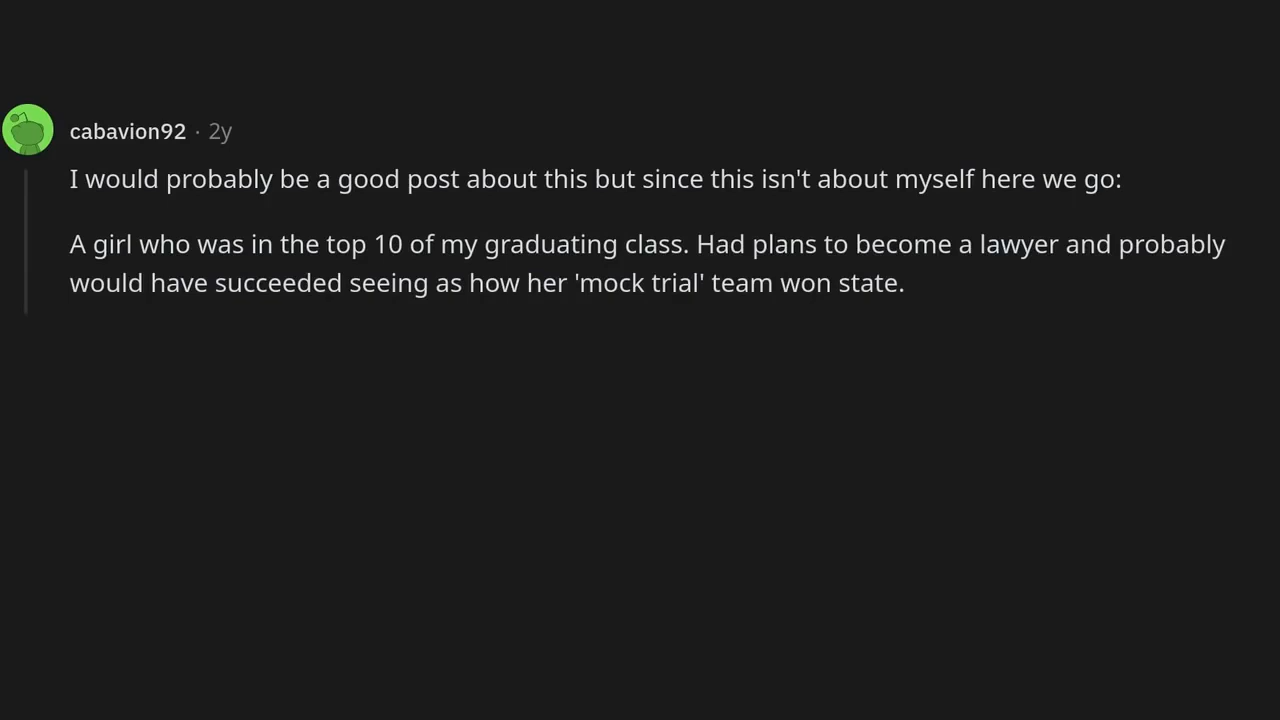 cabavion92 · 2y
I would probably be a good post about this but since this isn't about myself here we go:
A girl who was in the top 10 of my graduating class. Had plans to become a lawyer and probably
would have succeeded seeing as how her 'mock trial' team won state.